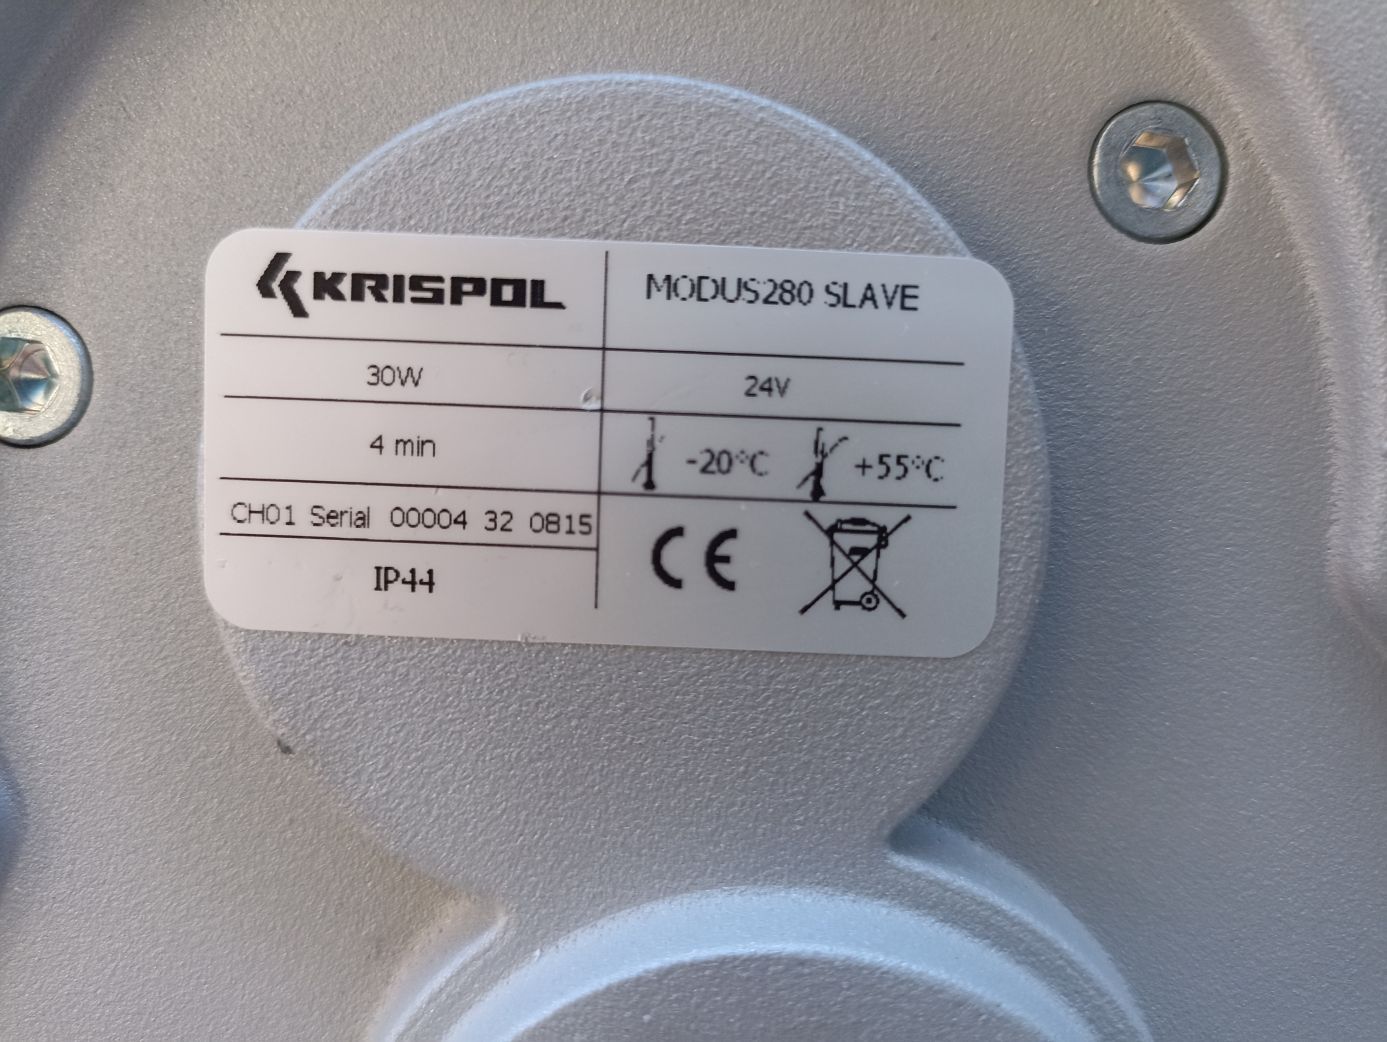 KRISPOL
MODUS280 SLAVE
30W
24V
4 min
-20°C
+55°C
CH01 Serial 00004 32 0815
IP44
CE